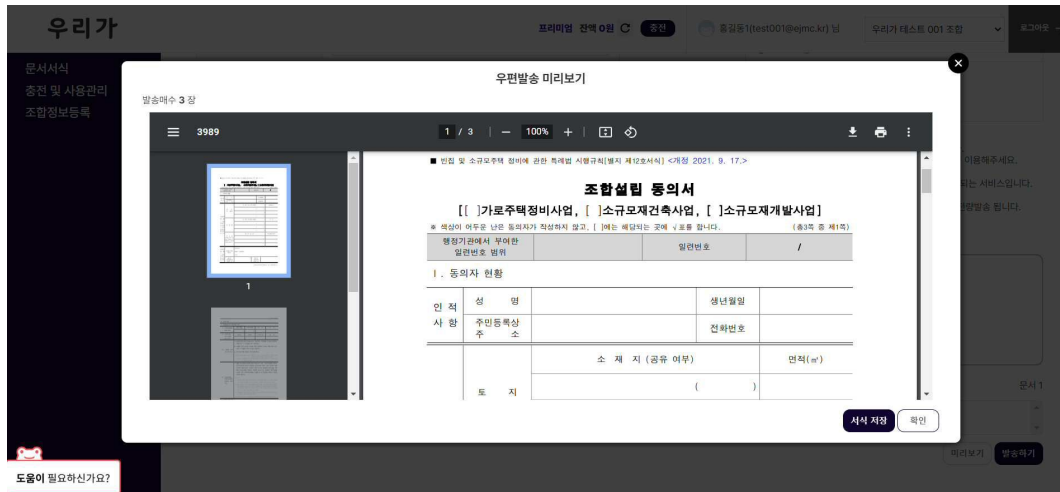 우리가
프리미엄 잔액 0원 충전 홍길동1(test001@ejmc.kr) 님 우리가 테스트 001 조합 로그아웃
문서서식
충전 및 사용관리
조합정보등록
우편발송 미리보기
발송매수 3 장
3989 1 / 3 100%
■ 빈집 및 소규모주택 정비에 관한 특례법 시행규칙[별지 제12호서식] <개정 2021. 9. 17.>
조합설립 동의서
[[ ]가로주택정비사업, [ ]소규모재건축사업, [ ]소규모재개발사업]
※ 색상이 어두운 난은 동의자가 작성하지 않고, [ ]에는 해당되는 곳에 √표를 합니다. (총3쪽 중 제1쪽)
행정기관에서 부여한
일련번호 범위
일련번호 /
Ⅰ. 동의자 현황
인 적
사 항
성 명 생년월일
주민등록상
주 소
전화번호
소 재 지 (공유 여부) 면적(㎡)
토 지
( )
1
이용해주세요.
되는 서비스입니다.
발송 됩니다.
문서 1
서식 저장 확인
미리보기 발송하기
도움이 필요하신가요?